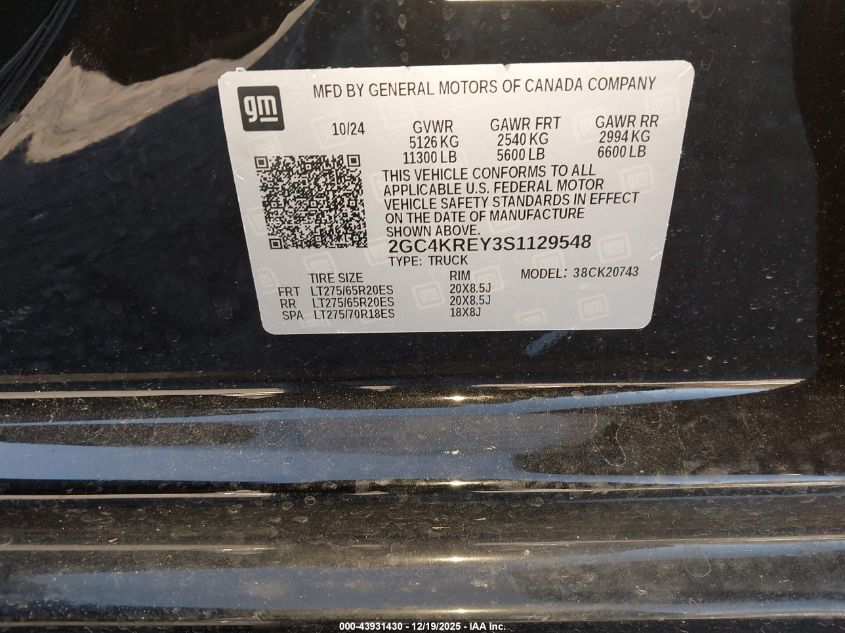 gm
MFD BY GENERAL MOTORS OF CANADA COMPANY
10/24 GVWR GAWR FRT GAWR RR
5126 KG 2540 KG 2994 KG
11300 LB 5600 LB 6600 LB
THIS VEHICLE CONFORMS TO ALL
APPLICABLE U.S. FEDERAL MOTOR
VEHICLE SAFETY STANDARDS IN EFFECT
ON THE DATE OF MANUFACTURE
SHOWN ABOVE.
2GC4KREY3S1129548
TYPE: TRUCK
TIRE SIZE RIM MODEL: 38CK20743
FRT LT275/65R20ES 20X8.5J
RR LT275/65R20ES 20X8.5J
SPA LT275/70R18ES 18X8J
000-43931430 - 12/19/2025 - IAA Inc.